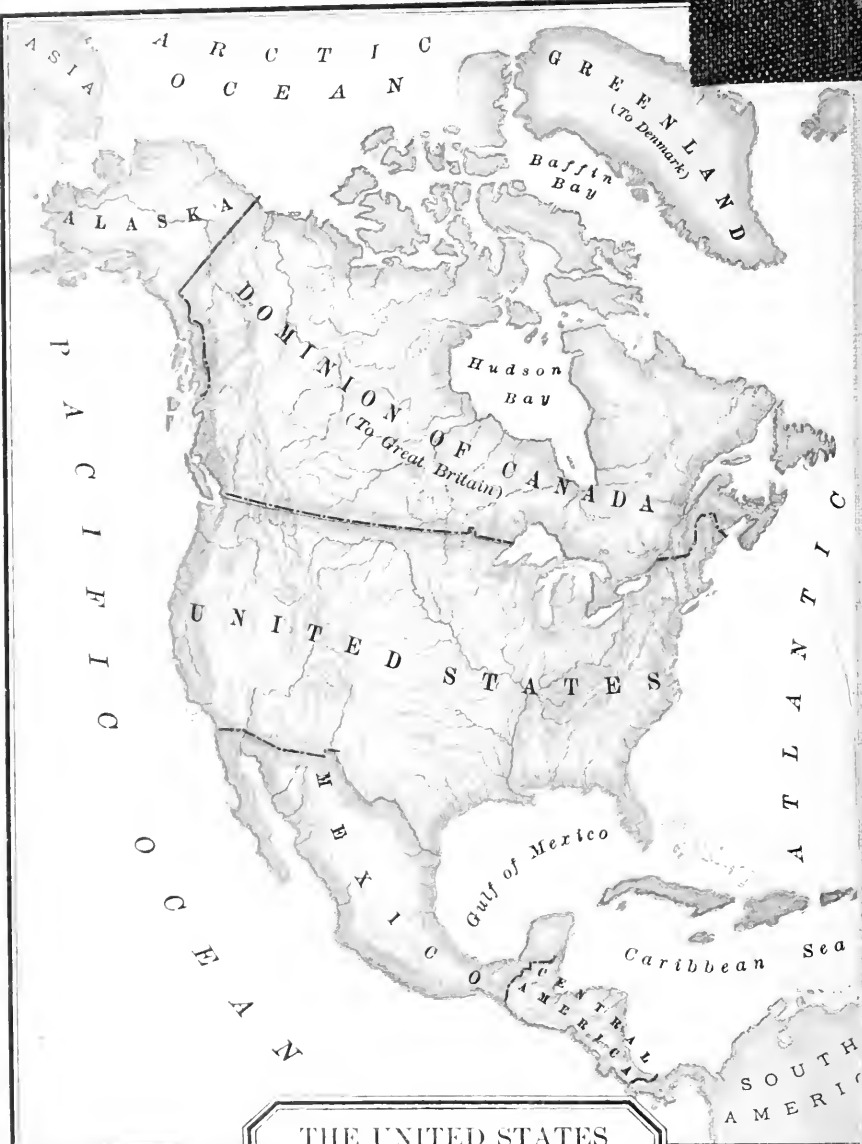 ASIA
ARCTIC
OCEAN
GREENLAND
(To Denmark)
Baffin
Bay
ALASKA
DOMINION OF CANADA
(To Great Britain)
Hudson
Bay
PACIFIC OCEAN
UNITED STATES
ATLANTIC
MEXICO
Gulf of Mexico
Caribbean Sea
CENTRAL
AMERICA
SOUTH
AMERIC
THE UNITED STATES